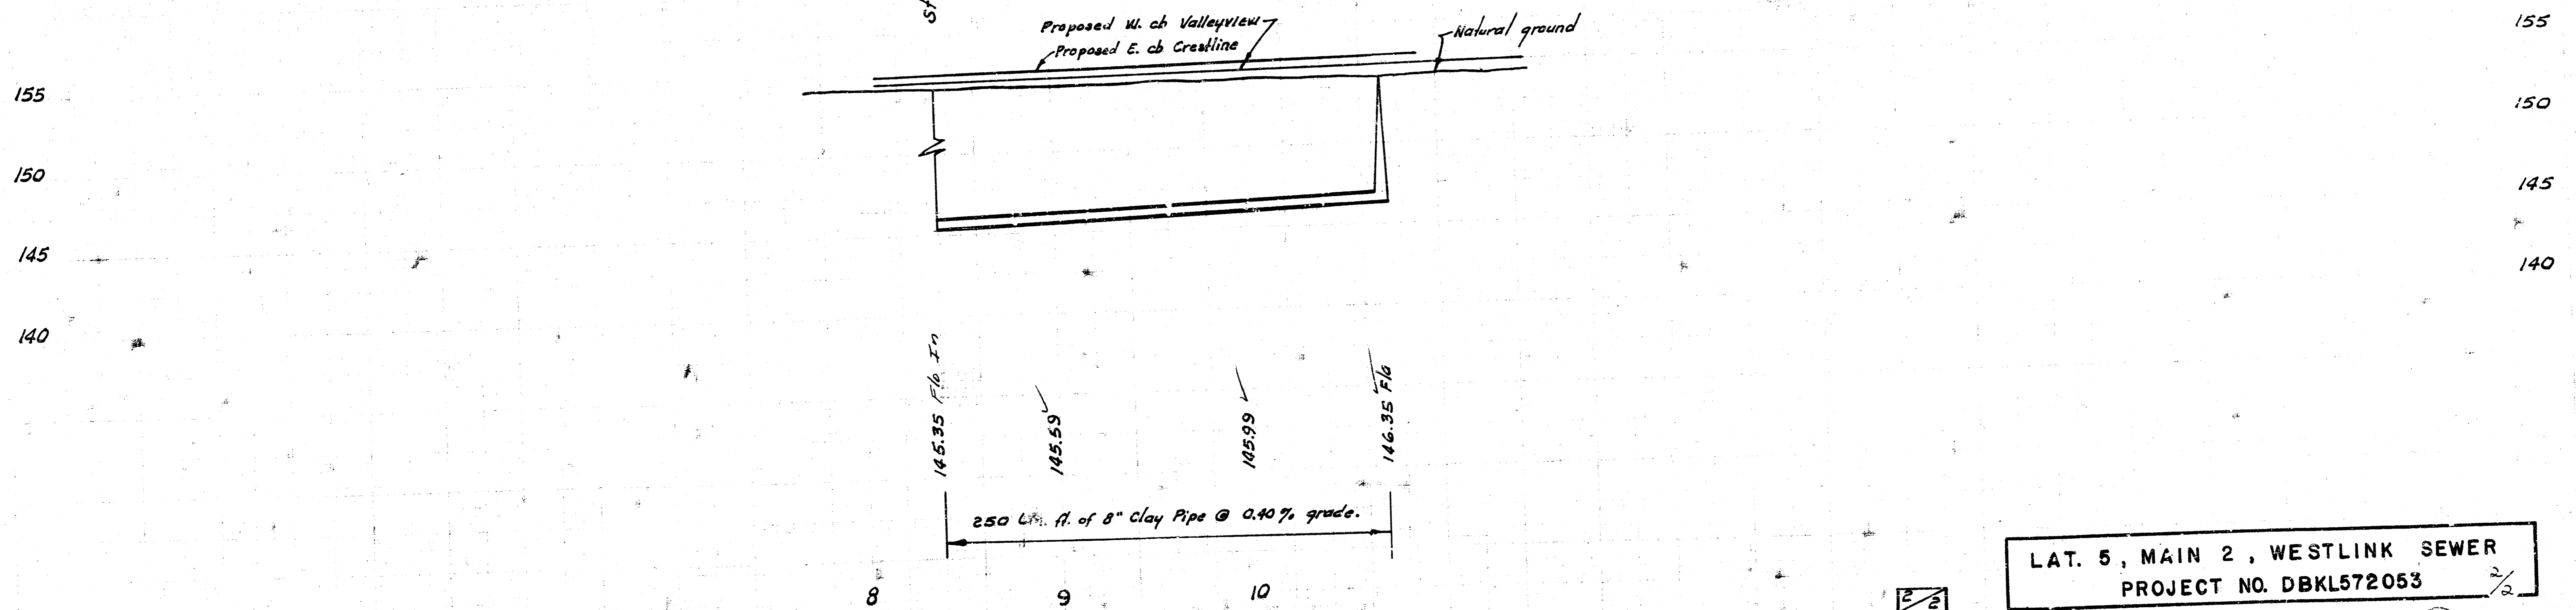 Proposed W. cb Valleyview
Proposed E. cb Crestline
Natural ground
155
150
145
140
155
150
145
140
145.35 Flo In
145.59
145.99
146.35 Flo
250 Lin. ft. of 8" Clay Pipe @ 0.40% grade.
8 9 10
2/2
LAT. 5, MAIN 2, WESTLINK SEWER
PROJECT NO. DBKL572053 2/2